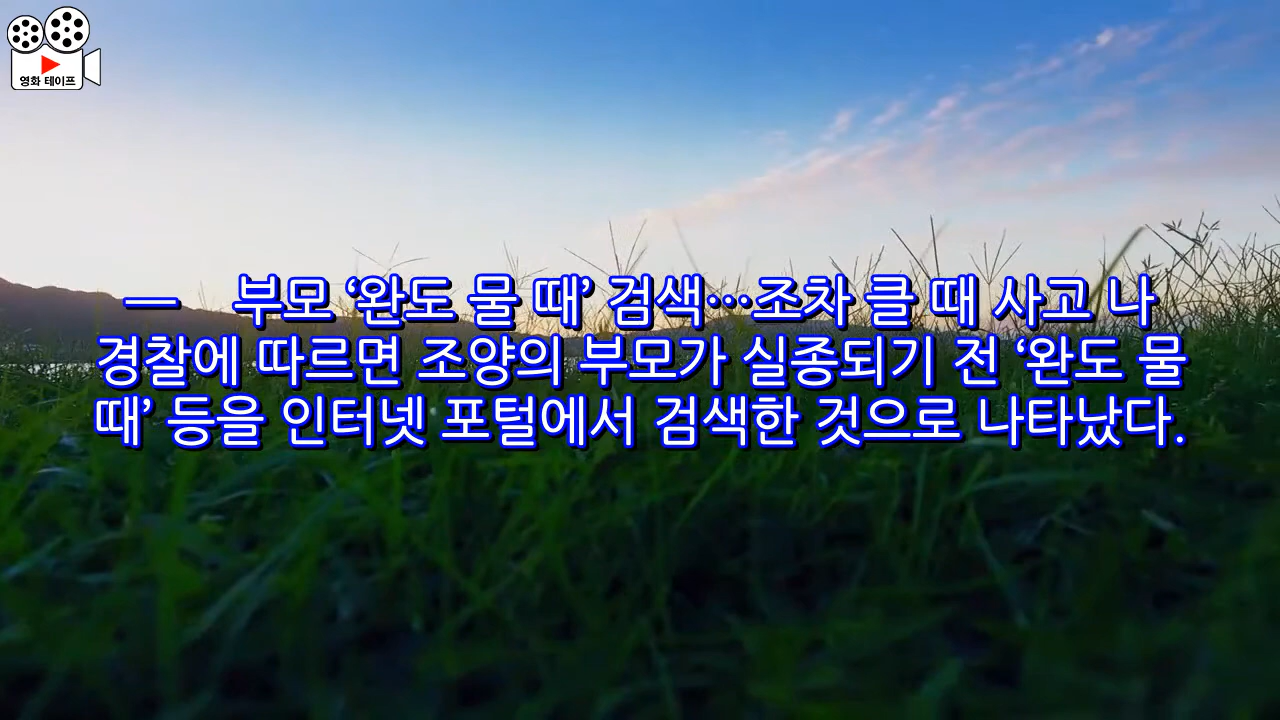 영화 테이프
— 부모 ‘완도 물 때’ 검색…조차 클 때 사고 나
경찰에 따르면 조양의 부모가 실종되기 전 ‘완도 물
때’ 등을 인터넷 포털에서 검색한 것으로 나타났다.